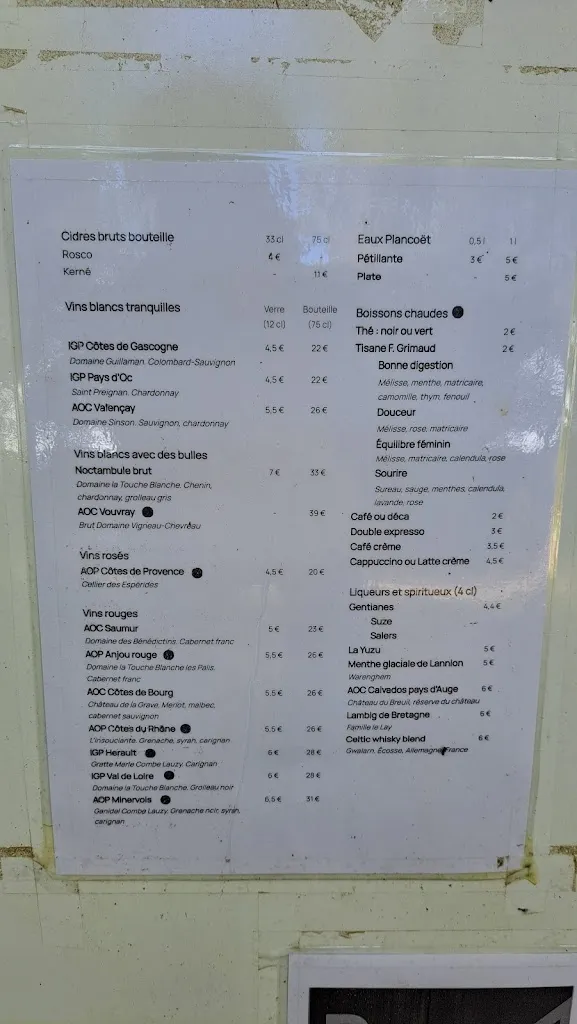 Cidres bruts bouteille 33 cl 75 cl
Rosco 4 € -
Kerné - 11 €
Vins blancs tranquilles Verre Bouteille
(12 cl) (75 cl)
IGP Côtes de Gascogne 4,5 € 22 €
Domaine Guillaman. Colombard-Sauvignon
IGP Pays d'Oc 4,5 € 22 €
Saint Preignan. Chardonnay
AOC Valençay 5,5 € 26 €
Domaine Sinson. Sauvignon, chardonnay
Vins blancs avec des bulles
Noctambule brut 7 € 33 €
Domaine la Touche Blanche. Chenin,
chardonnay, grolleau gris
AOC Vouvray - 39 €
Brut Domaine Vigneau-Chevreau
Vins rosés
AOP Côtes de Provence 4,5 € 20 €
Cellier des Espérides
Vins rouges
AOC Saumur 5 € 23 €
Domaine des Bénédictins. Cabernet franc
AOP Anjou rouge 5,5 € 26 €
Domaine la Touche Blanche les Palis.
Cabernet franc
AOC Côtes de Bourg 5,5 € 26 €
Château de la Grave. Merlot, malbec,
cabernet sauvignon
AOP Côtes du Rhône 5,5 € 26 €
L'insouciante. Grenache, syrah, carignan
IGP Herault 6 € 28 €
Gratte Merle Combe Lauzy. Carignan
IGP Val de Loire 6 € 28 €
Domaine la Touche Blanche. Grolleau noir
AOP Minervois 6,5 € 31 €
Combe Lauzy. Grenache noir, syrah,
carignan
Eaux Plancoët 0,5 l 1 l
Pétillante 3 € 5 €
Plate - 5 €
Boissons chaudes
Thé : noir ou vert 2 €
Tisane F. Grimaud 2 €
Bonne digestion
Mélisse, menthe, matricaire,
camomille, thym, fenouil
Douceur
Mélisse, rose, matricaire
Équilibre féminin
Mélisse, matricaire, calendula, rose
Sourire
Sureau, sauge, menthes, calendula,
lavande, rose
Café ou déca 2 €
Double expresso 3 €
Café crème 3,5 €
Cappuccino ou Latte crème 4,5 €
Liqueurs et spiritueux (4 cl)
Gentianes 4,4 €
Suze
Salers
La Yuzu 5 €
Menthe glaciale de Lannion 5 €
Warenghem
AOC Calvados pays d'Auge 6 €
Château du Breuil, réserve du château
Lambig de Bretagne 6 €
Famille le Lay
Celtic whisky blend 6 €
Gwalarn, Écosse, Allemagne, France